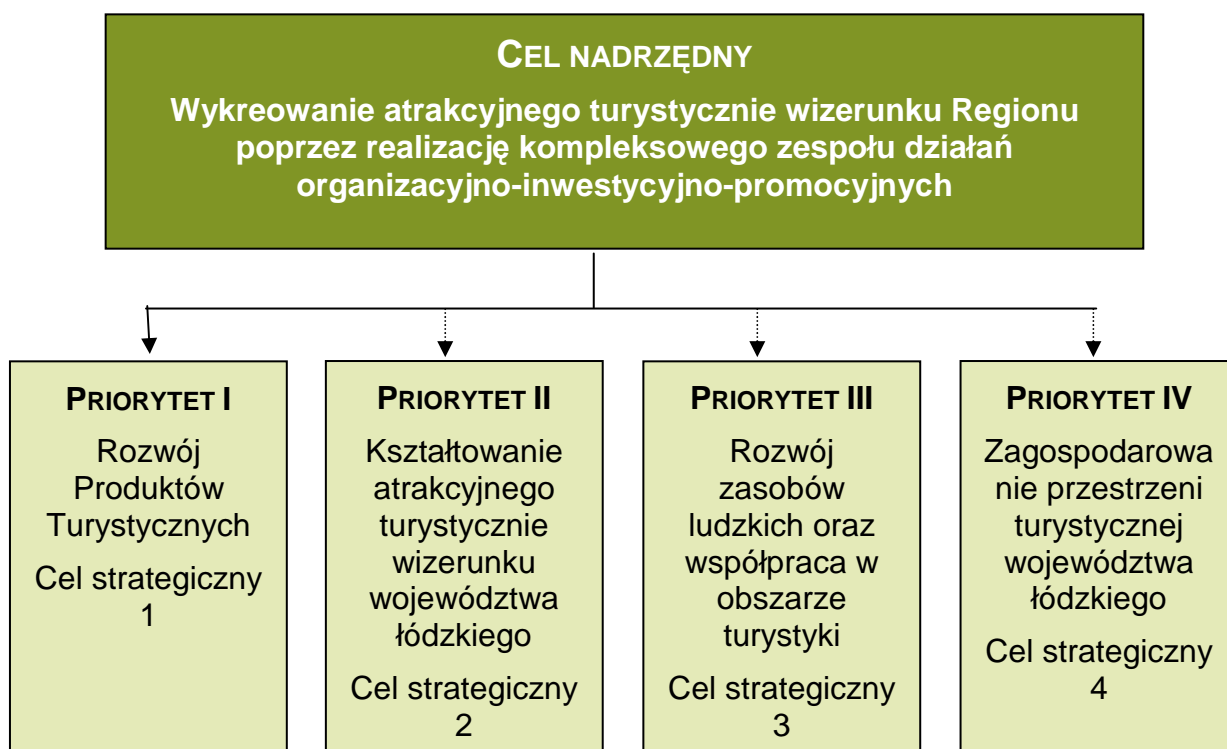 CEL NADRZĘDNY
Wykreowanie atrakcyjnego turystycznie wizerunku Regionu
poprzez realizację kompleksowego zespołu działań
organizacyjno-inwestycyjno-promocyjnych
PRIORYTET I
Rozwój
Produktów
Turystycznych
Cel strategiczny
1
PRIORYTET II
Kształtowanie
atrakcyjnego
turystycznie
wizerunku
województwa
łódzkiego
Cel strategiczny
2
PRIORYTET III
Rozwój
zasobów
ludzkich oraz
współpraca w
obszarze
turystyki
Cel strategiczny
3
PRIORYTET IV
Zagospodarowa
nie przestrzeni
turystycznej
województwa
łódzkiego
Cel strategiczny
4